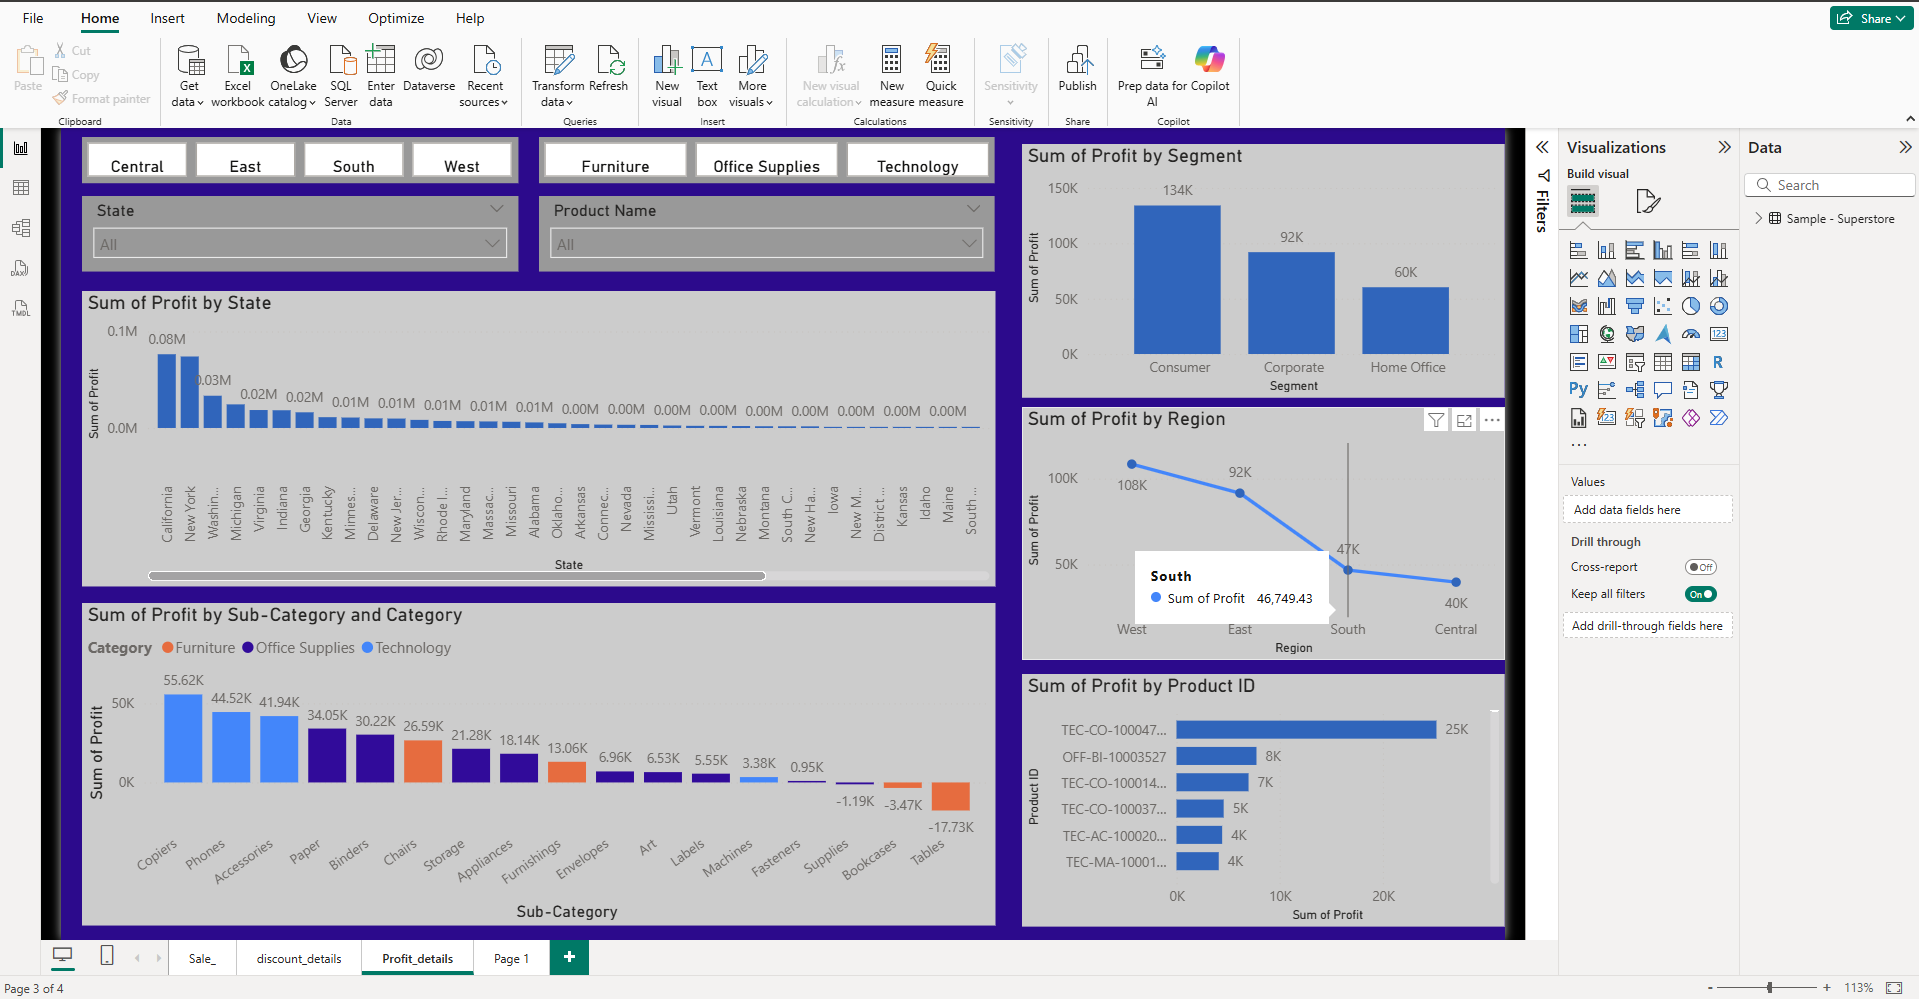 File Home Insert Modeling View Optimize Help Share
Paste Cut Copy Format painter
Clipboard
Get data Excel workbook OneLake catalog SQL Server Enter data Dataverse Recent sources
Data
Transform data Refresh
Queries
New visual Text box More visuals
Insert
New visual calculation New measure Quick measure
Calculations
Sensitivity
Sensitivity
Publish
Share
Prep data for AI Copilot
Copilot
Central East South West
Furniture Office Supplies Technology
State
All
Product Name
All
Sum of Profit by State
Sum of Profit
0.1M
0.0M
0.08M 0.03M 0.02M 0.02M 0.01M 0.01M 0.01M 0.01M 0.01M 0.00M 0.00M 0.00M 0.00M 0.00M 0.00M 0.00M 0.00M 0.00M
California New York Washin... Michigan Virginia Indiana Georgia Kentucky Minnes... Delaware New Jer... Wiscon... Rhode I... Maryland Massac... Missouri Alabama Oklaho... Arkansas Connec... Nevada Mississi... Utah Vermont Louisiana Nebraska Montana South C... New Ha... Iowa New M... District ... Kansas Idaho Maine South ...
State
Sum of Profit by Sub-Category and Category
Category Furniture Office Supplies Technology
Sum of Profit
50K
0K
55.62K 44.52K 41.94K 34.05K 30.22K 26.59K 21.28K 18.14K 13.06K 6.96K 6.53K 5.55K 3.38K 0.95K -1.19K -3.47K -17.73K
Copiers Phones Accessories Paper Binders Chairs Storage Appliances Furnishings Envelopes Art Labels Machines Fasteners Supplies Bookcases Tables
Sub-Category
Sum of Profit by Segment
Sum of Profit
150K
100K
50K
0K
134K 92K 60K
Consumer Corporate Home Office
Segment
Sum of Profit by Region
Sum of Profit
100K
50K
108K 92K 47K 40K
South
Sum of Profit 46,749.43
West East South Central
Region
Sum of Profit by Product ID
Product ID
TEC-CO-100047... 25K
OFF-BI-10003527 8K
TEC-CO-100014... 7K
TEC-CO-100037... 5K
TEC-AC-100020... 4K
TEC-MA-10001... 4K
0K 10K 20K
Sum of Profit
Filters
Visualizations
Build visual
123
R
Py
123
...
Values
Add data fields here
Drill through
Cross-report Off
Keep all filters On
Add drill-through fields here
Data
Search
Sample - Superstore
DAX
TMDL
Sale_ discount_details Profit_details Page 1 +
Page 3 of 4
- + 113%